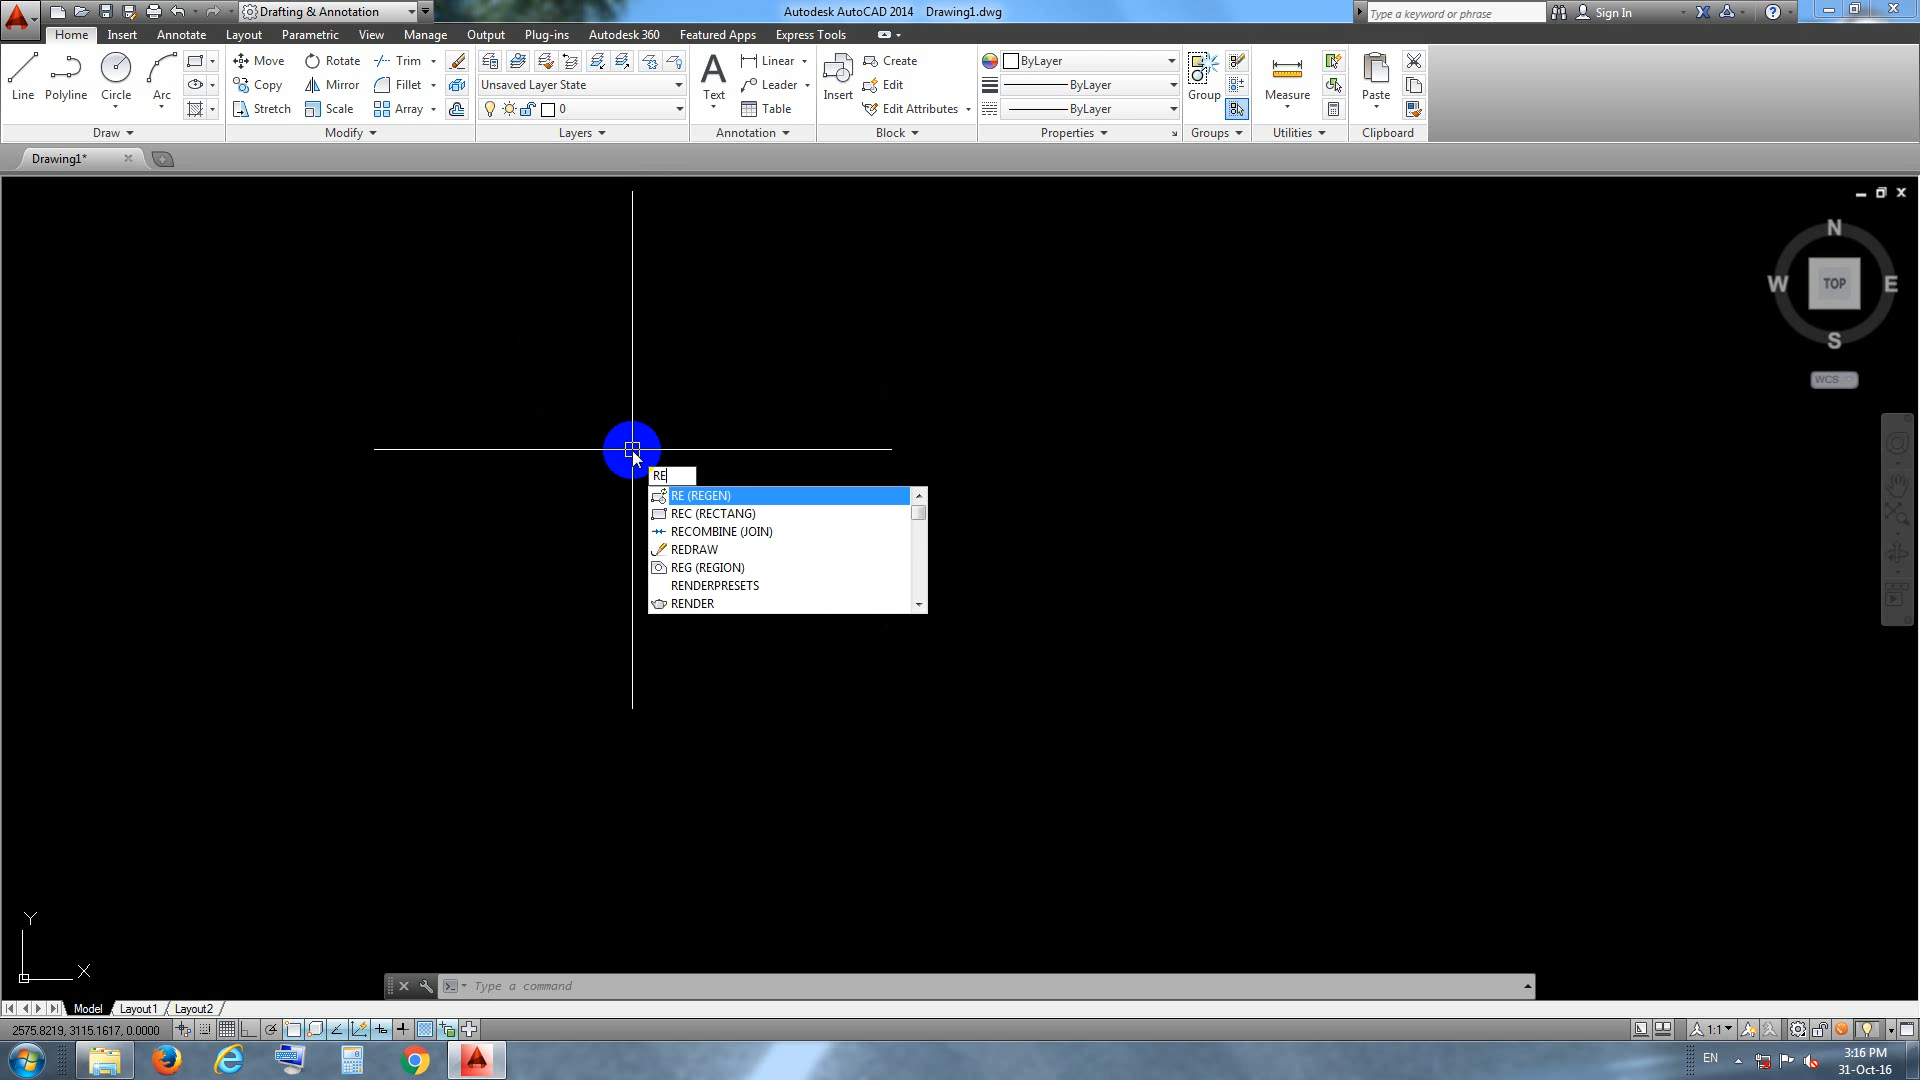 Drafting & Annotation
Autodesk AutoCAD 2014 Drawing1.dwg
Type a keyword or phrase
Sign In
Home Insert Annotate Layout Parametric View Manage Output Plug-ins Autodesk 360 Featured Apps Express Tools
Line Polyline Circle Arc
Move Rotate Trim
Copy Mirror Fillet
Stretch Scale Array
Unsaved Layer State
0
Text
Linear
Leader
Table
Insert
Create
Edit
Edit Attributes
ByLayer
ByLayer
ByLayer
Group
Measure
Paste
Draw Modify Layers Annotation Block Properties Groups Utilities Clipboard
Drawing1*
N
W TOP E
S
WCS
RE
RE (REGEN)
REC (RECTANG)
RECOMBINE (JOIN)
REDRAW
REG (REGION)
RENDERPRESETS
RENDER
Y
X
Type a command
Model Layout1 Layout2
2575.8219, 3115.1617, 0.0000
1:1
EN
3:16 PM
31-Oct-16